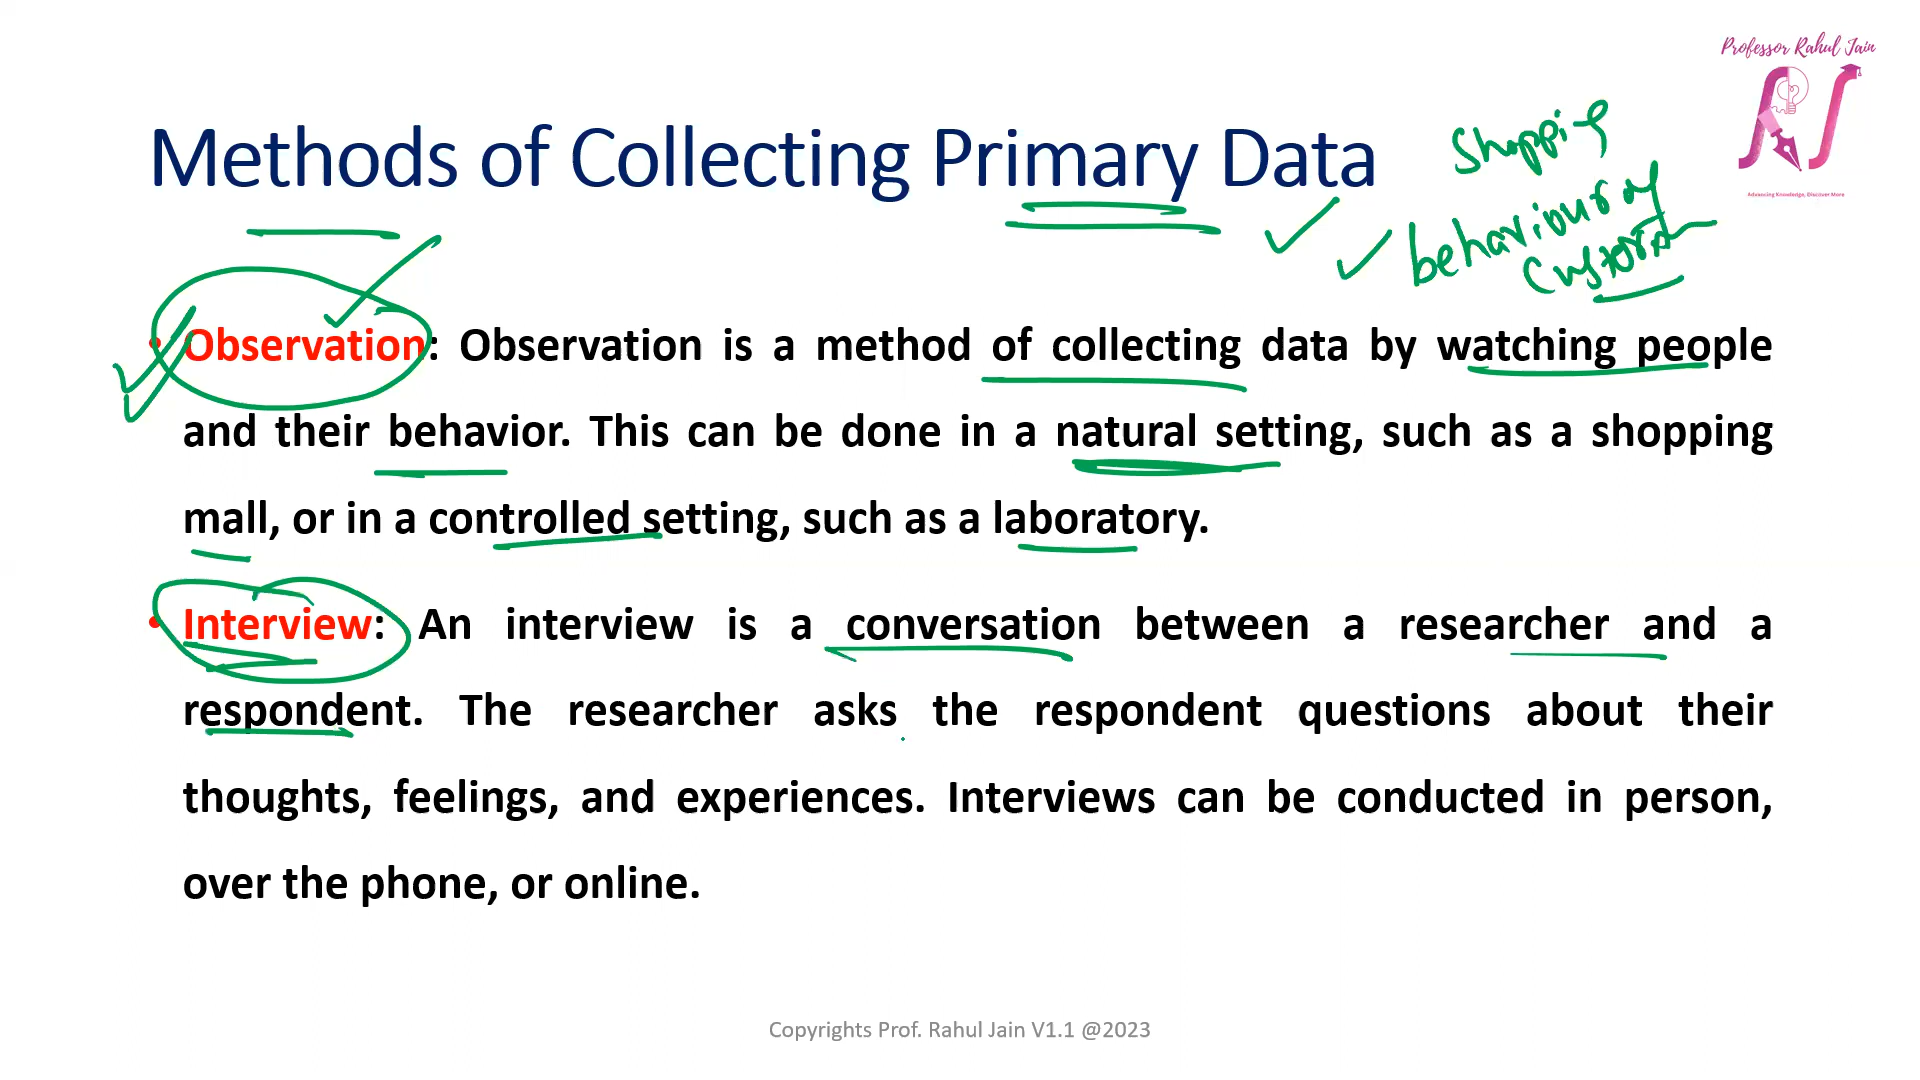 Professor Rahul Jain
Advancing Knowledge, Discover More
Methods of Collecting Primary Data
Shopping
behaviour of
• Observation: Observation is a method of collecting data by watching people
and their behavior. This can be done in a natural setting, such as a shopping
mall, or in a controlled setting, such as a laboratory.
• Interview: An interview is a conversation between a researcher and a
respondent. The researcher asks the respondent questions about their
thoughts, feelings, and experiences. Interviews can be conducted in person,
over the phone, or online.
Copyrights Prof. Rahul Jain V1.1 @2023